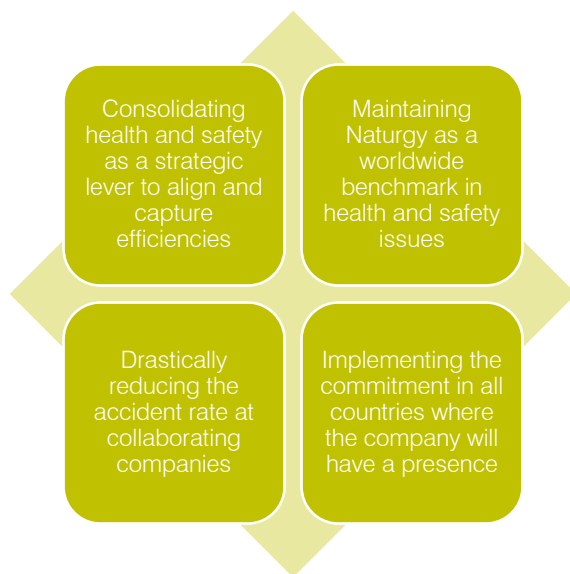 Consolidating
health and safety
as a strategic
lever to align and
capture
efficiencies
Maintaining
Naturgy as a
worldwide
benchmark in
health and safety
issues
Drastically
reducing the
accident rate at
collaborating
companies
Implementing the
commitment in all
countries where
the company will
have a presence